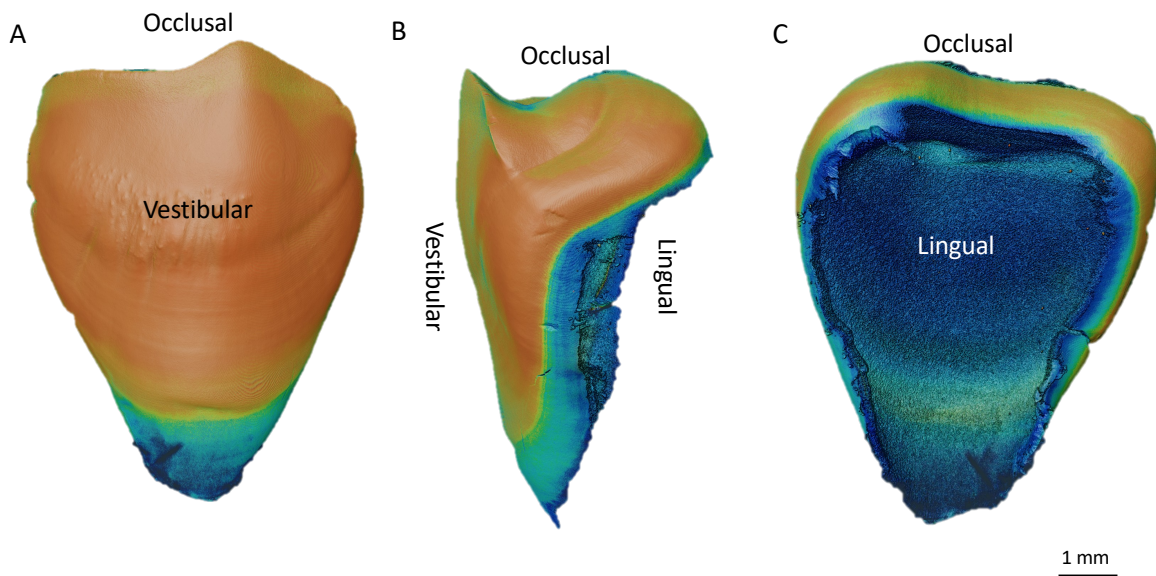 A
Occlusal
Vestibular
B
Occlusal
Vestibular
Lingual
C
Occlusal
Lingual
1 mm